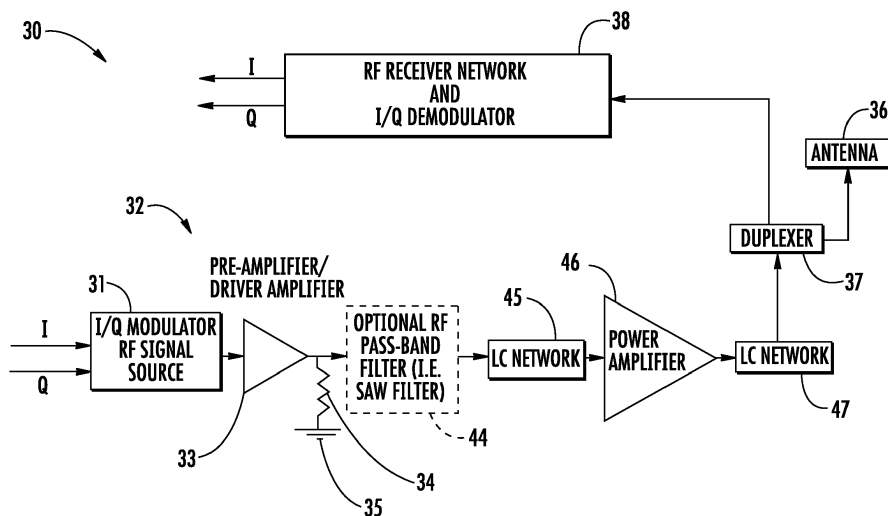 30
38
I
Q
RF RECEIVER NETWORK
AND
I/Q DEMODULATOR
36
ANTENNA
32
DUPLEXER
37
PRE-AMPLIFIER/
DRIVER AMPLIFIER
31
I
Q
I/Q MODULATOR
RF SIGNAL
SOURCE
33
34
35
OPTIONAL RF
PASS-BAND
FILTER (I.E.
SAW FILTER)
44
45
LC NETWORK
46
POWER
AMPLIFIER
LC NETWORK
47